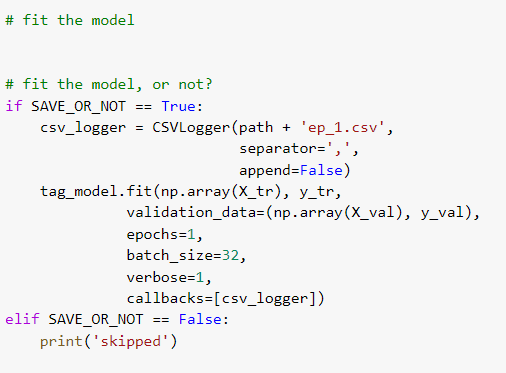 # fit the model
# fit the model, or not?
if SAVE_OR_NOT == True:
    csv_logger = CSVLogger(path + 'ep_1.csv',
                           separator=',',
                           append=False)
    tag_model.fit(np.array(X_tr), y_tr,
              validation_data=(np.array(X_val), y_val),
              epochs=1,
              batch_size=32,
              verbose=1,
              callbacks=[csv_logger])
elif SAVE_OR_NOT == False:
    print('skipped')